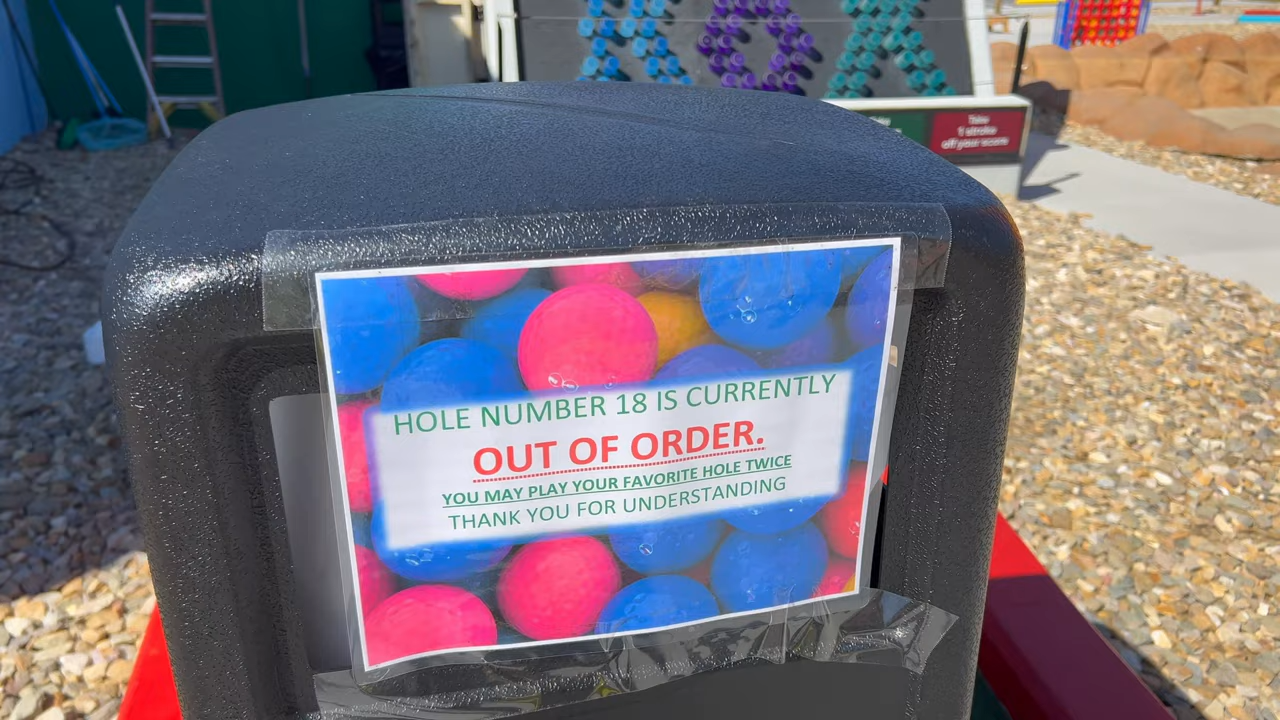 Take
1 stroke
off your score
HOLE NUMBER 18 IS CURRENTLY
OUT OF ORDER.
YOU MAY PLAY YOUR FAVORITE HOLE TWICE
THANK YOU FOR UNDERSTANDING